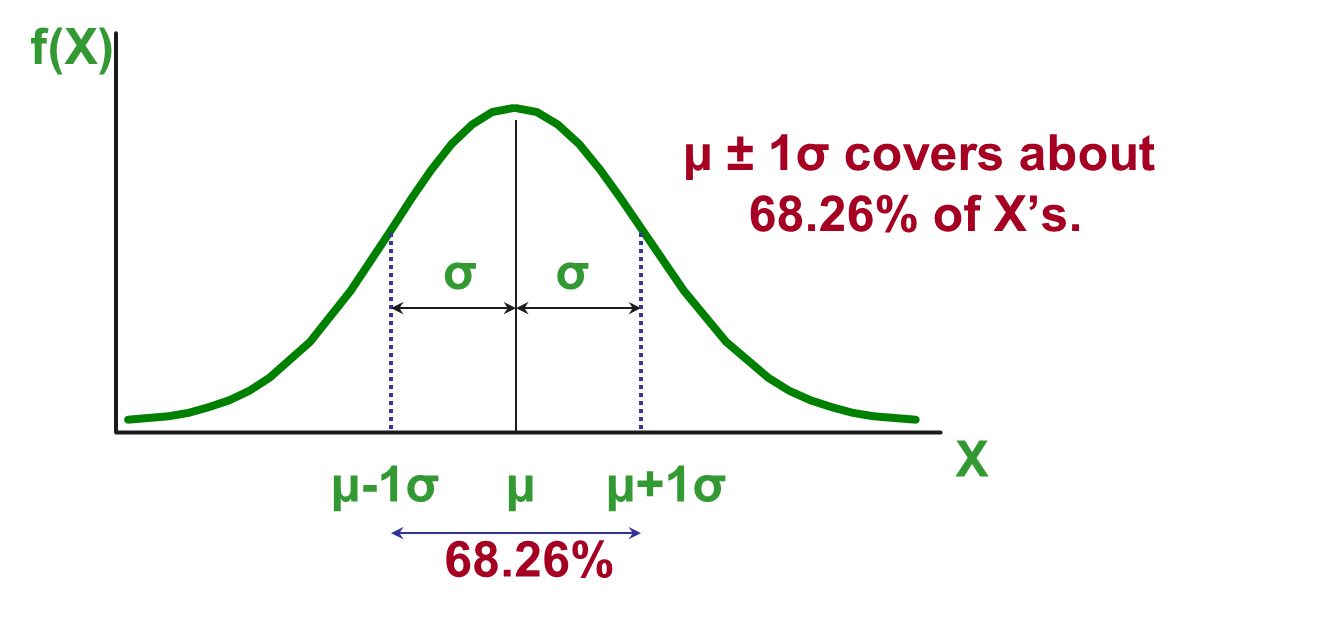 f(X)
μ ± 1σ covers about
68.26% of X’s.
σ σ
X
μ-1σ μ μ+1σ
68.26%